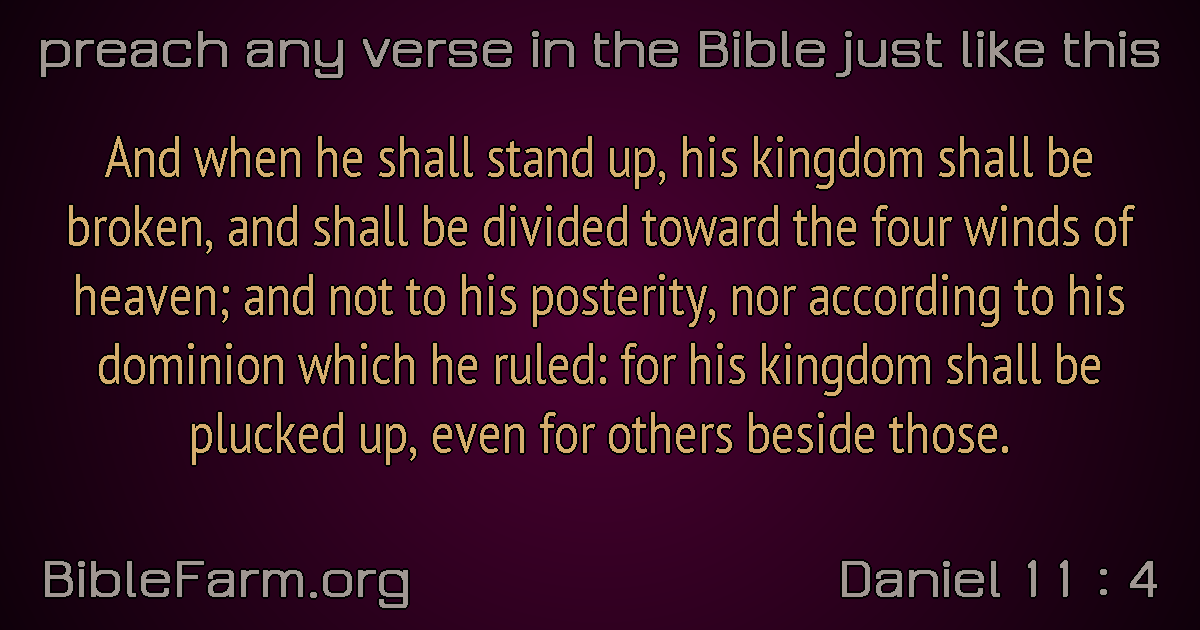 preach any verse in the Bible just like this
And when he shall stand up, his kingdom shall be
broken, and shall be divided toward the four winds of
heaven; and not to his posterity, nor according to his
dominion which he ruled: for his kingdom shall be
plucked up, even for others beside those.
BibleFarm.org
Daniel 11 : 4